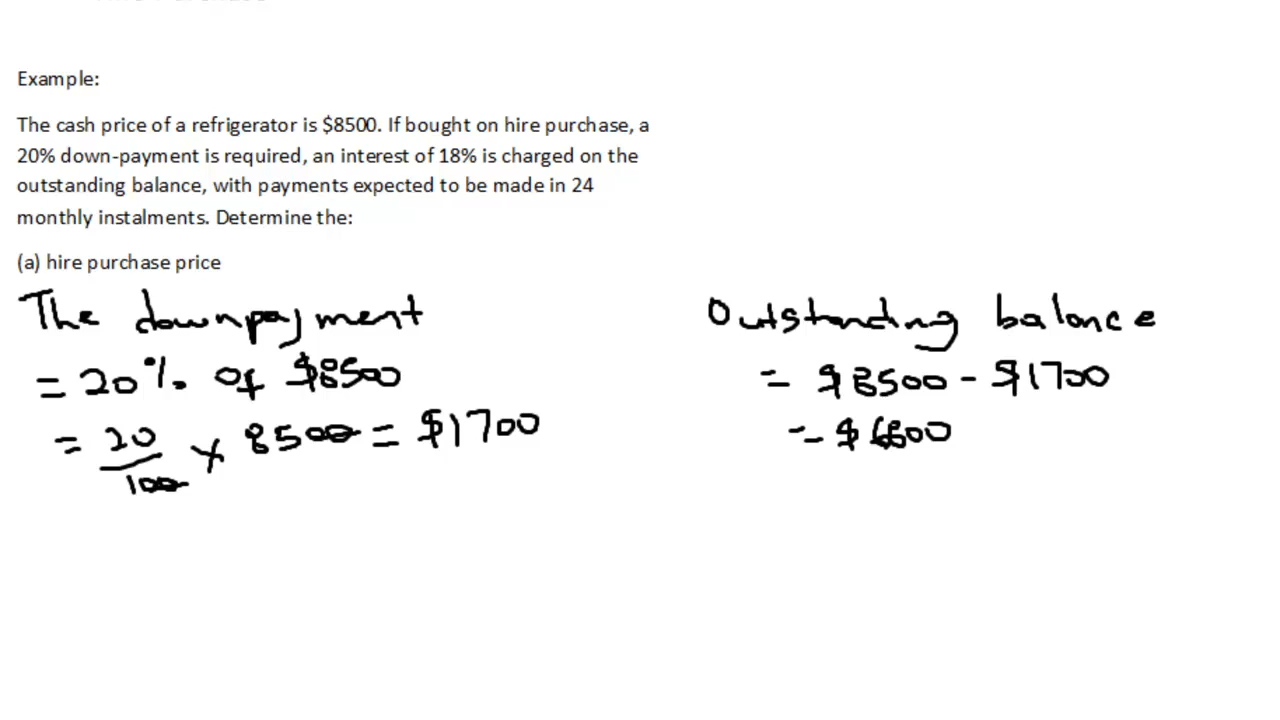 Example:
The cash price of a refrigerator is $8500. If bought on hire purchase, a
20% down-payment is required, an interest of 18% is charged on the
outstanding balance, with payments expected to be made in 24
monthly instalments. Determine the:
(a) hire purchase price
The downpayment
= 20% of $8500
= 20/100 × 8500 = $1700
Outstanding balance
= $8500 - $1700
= $6800